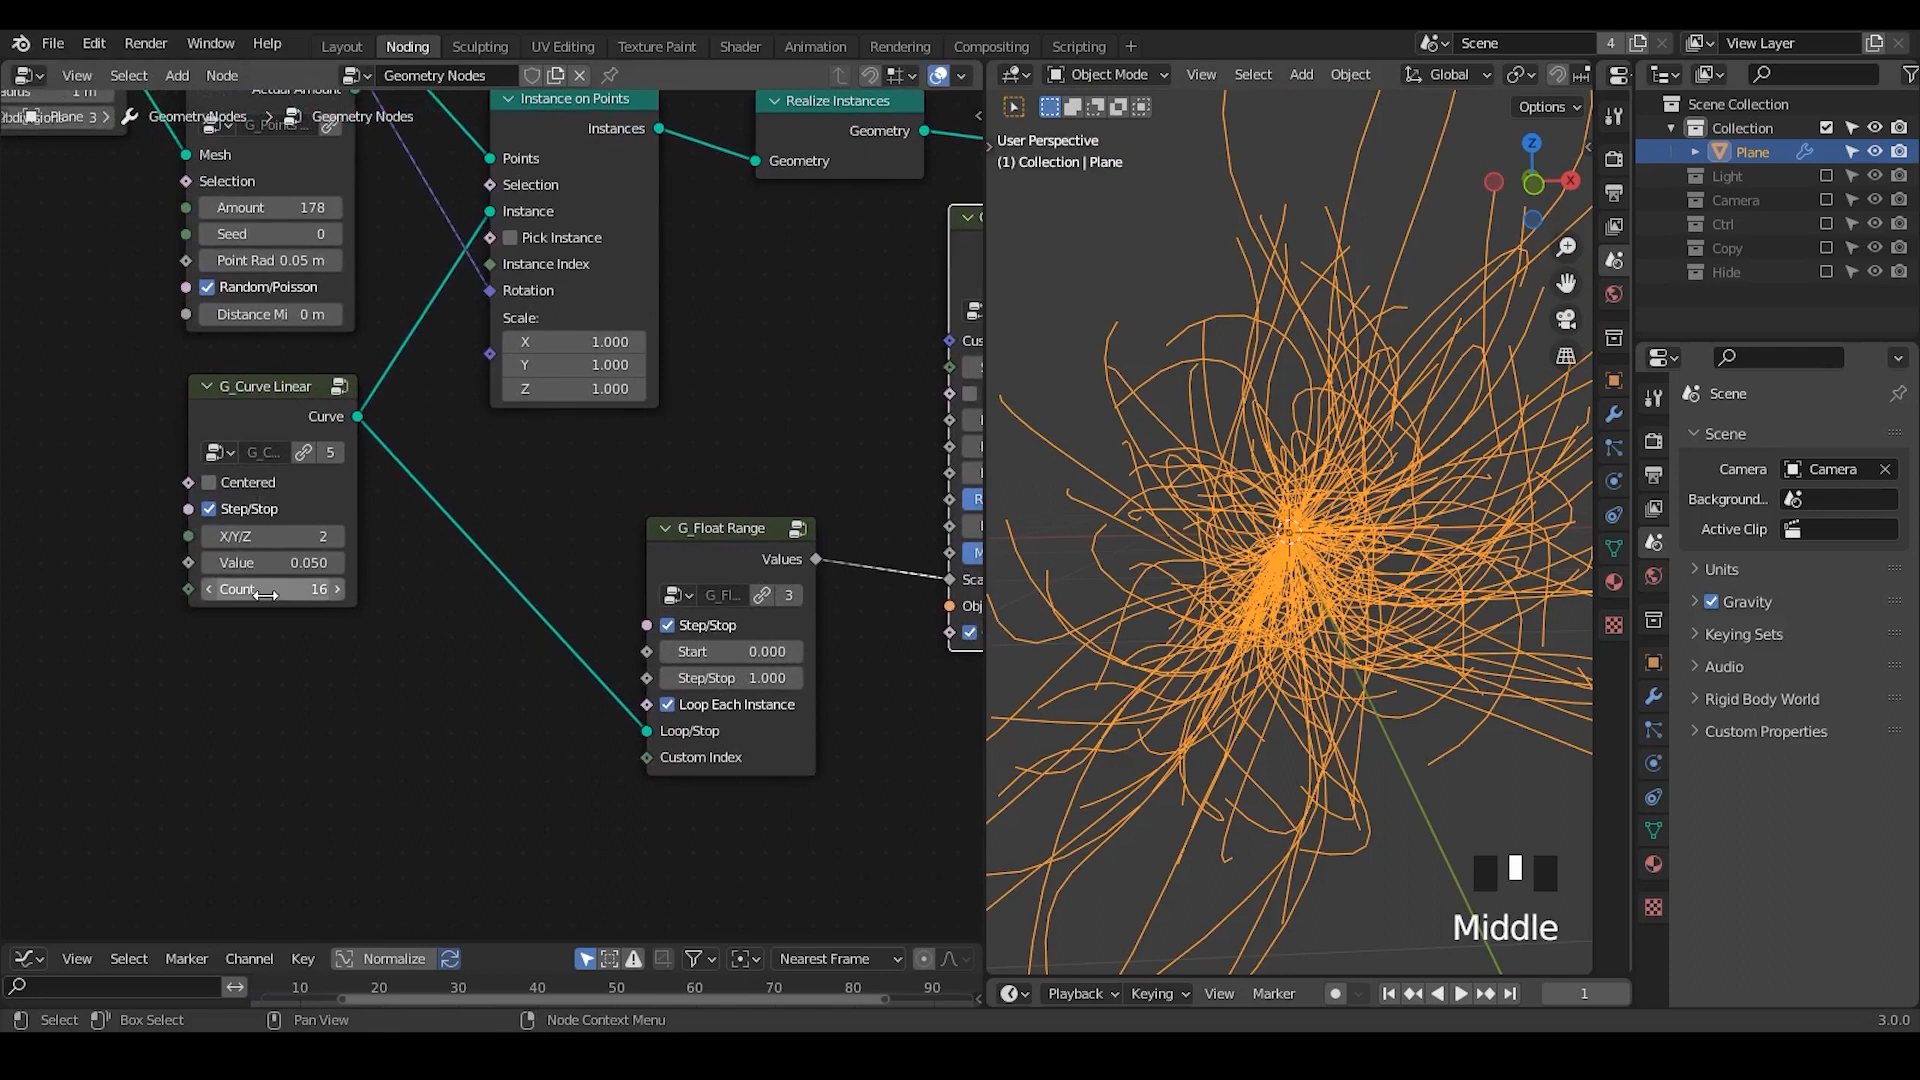 File Edit Render Window Help
Layout Noding Sculpting UV Editing Texture Paint Shader Animation Rendering Compositing Scripting +
Scene 4 View Layer
View Select Add Node Geometry Nodes
Plane 3 > GeometryNodes > Geometry Nodes
Mesh
Selection
Amount 178
Seed 0
Point Rad 0.05 m
Random/Poisson
Distance Mi 0 m
G_Curve Linear
Curve
G_C... 5
Centered
Step/Stop
X/Y/Z 2
Value 0.050
Count 16
Instance on Points
Instances
Points
Selection
Instance
Pick Instance
Instance Index
Rotation
Scale:
X 1.000
Y 1.000
Z 1.000
Realize Instances
Geometry
Geometry
G_Float Range
Values
G_Fl... 3
Step/Stop
Start 0.000
Step/Stop 1.000
Loop Each Instance
Loop/Stop
Custom Index
Object Mode View Select Add Object Global
Options
User Perspective
(1) Collection | Plane
Z
X
Middle
Scene Collection
Collection
Plane
Light
Camera
Ctrl
Copy
Hide
Scene
Scene
Camera Camera
Background...
Active Clip
Units
Gravity
Keying Sets
Audio
Rigid Body World
Custom Properties
View Select Marker Channel Key Normalize Nearest Frame
10 20 30 40 50 60 70 80 90
Playback Keying View Marker 1
Select Box Select Pan View Node Context Menu 3.0.0